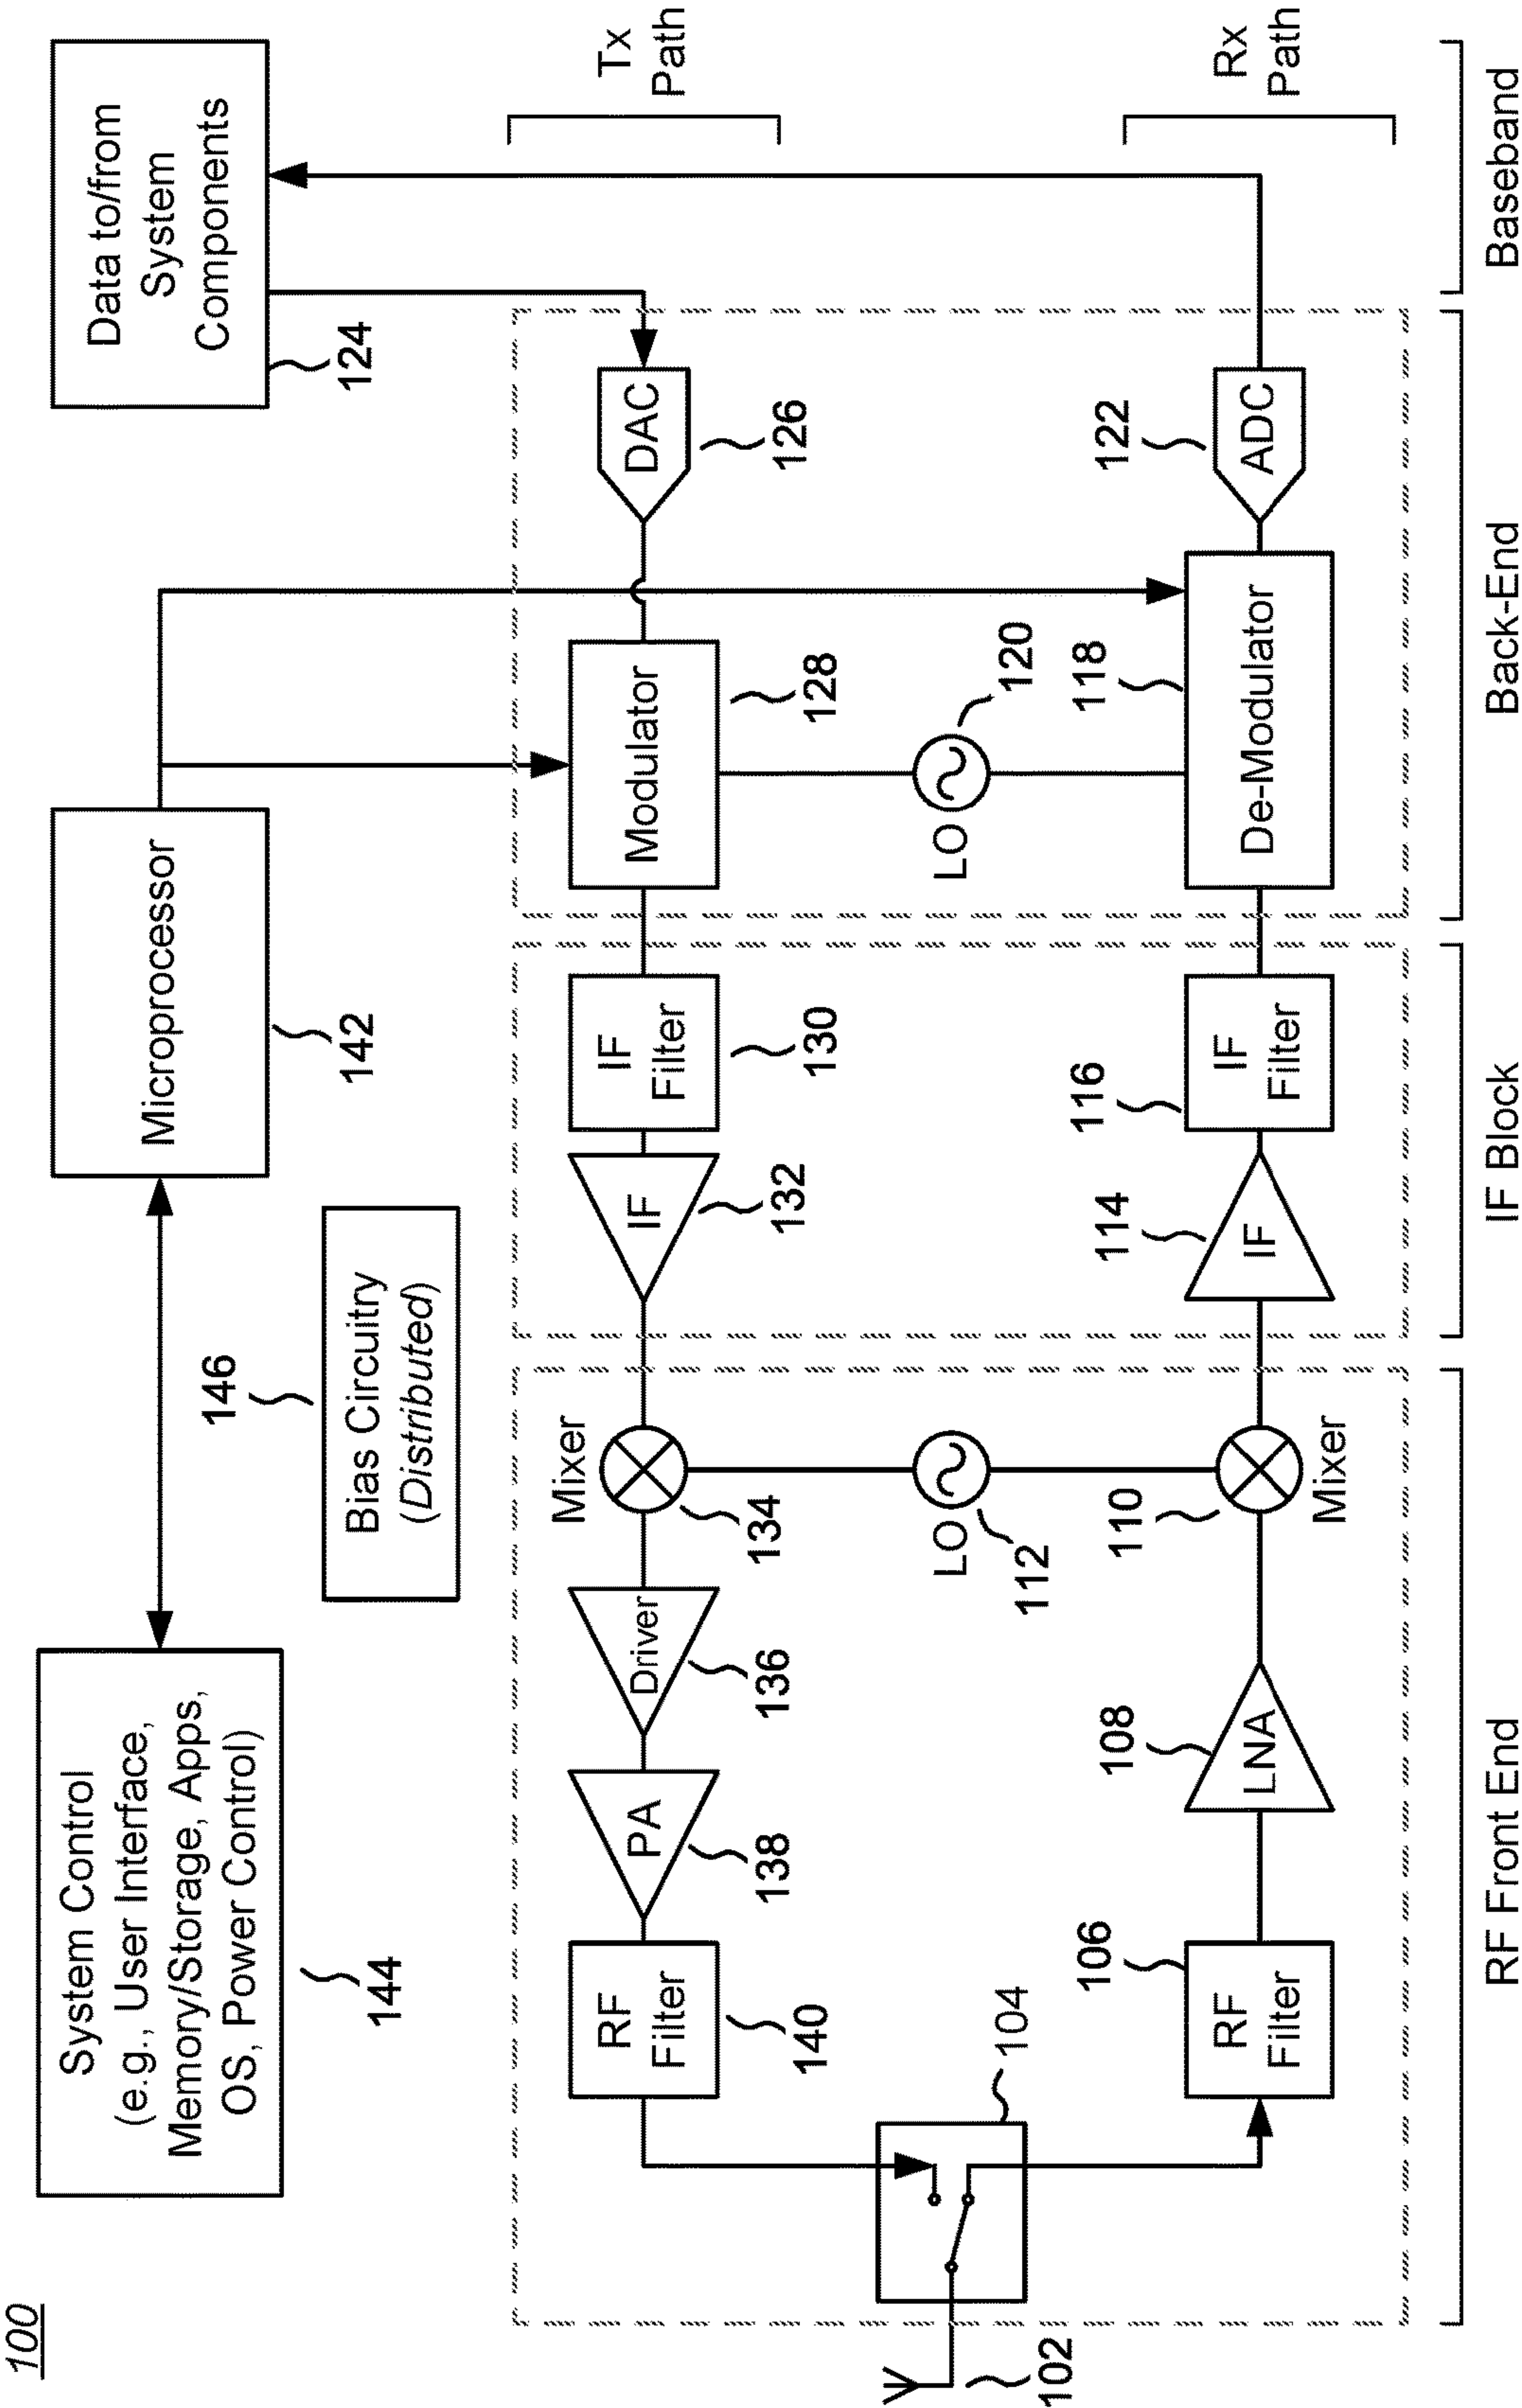 100
System Control
(e.g., User Interface,
Memory/Storage, Apps,
OS, Power Control)
144
Microprocessor
142
Data to/from
System
Components
124
146
Bias Circuitry
(Distributed)
Tx
Path
RF
Filter
140
PA
138
Driver
136
Mixer
134
IF
132
IF
Filter
130
Modulator
128
DAC
126
102
104
LO
112
LO
120
Rx
Path
106
RF
Filter
108
LNA
110
Mixer
114
IF
116
IF
Filter
118
De-Modulator
122
ADC
RF Front End
IF Block
Back-End
Baseband